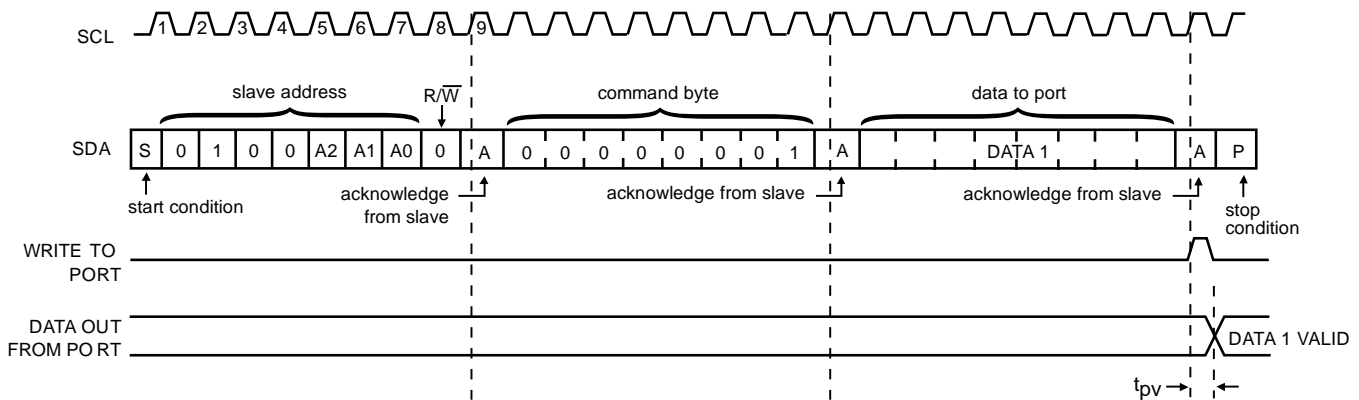 SCL 1 2 3 4 5 6 7 8 9
slave address R/W̅ command byte data to port
SDA S 0 1 0 0 A2 A1 A0 0 A 0 0 0 0 0 0 0 1 A DATA 1 A P
start condition
acknowledge
from slave
acknowledge from slave
acknowledge from slave
stop
condition
WRITE TO
PORT
DATA OUT
FROM PORT
DATA 1 VALID
tpv